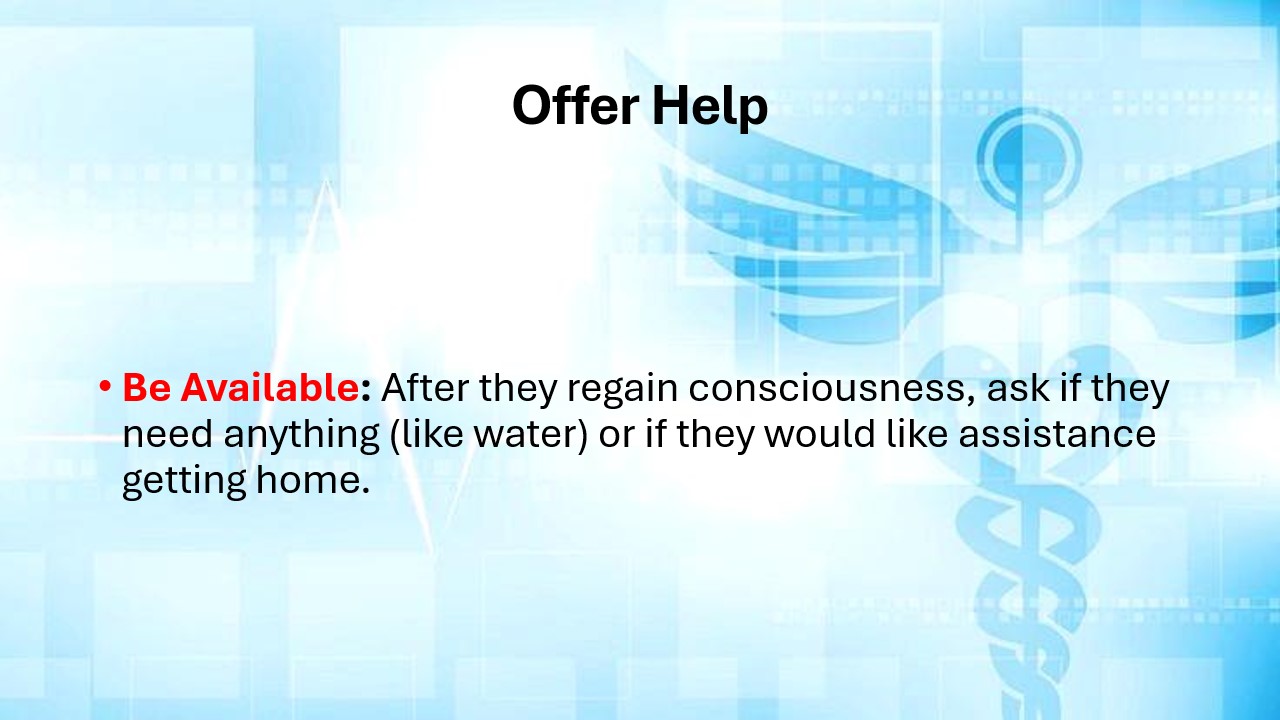 Offer Help
• Be Available: After they regain consciousness, ask if they
need anything (like water) or if they would like assistance
getting home.